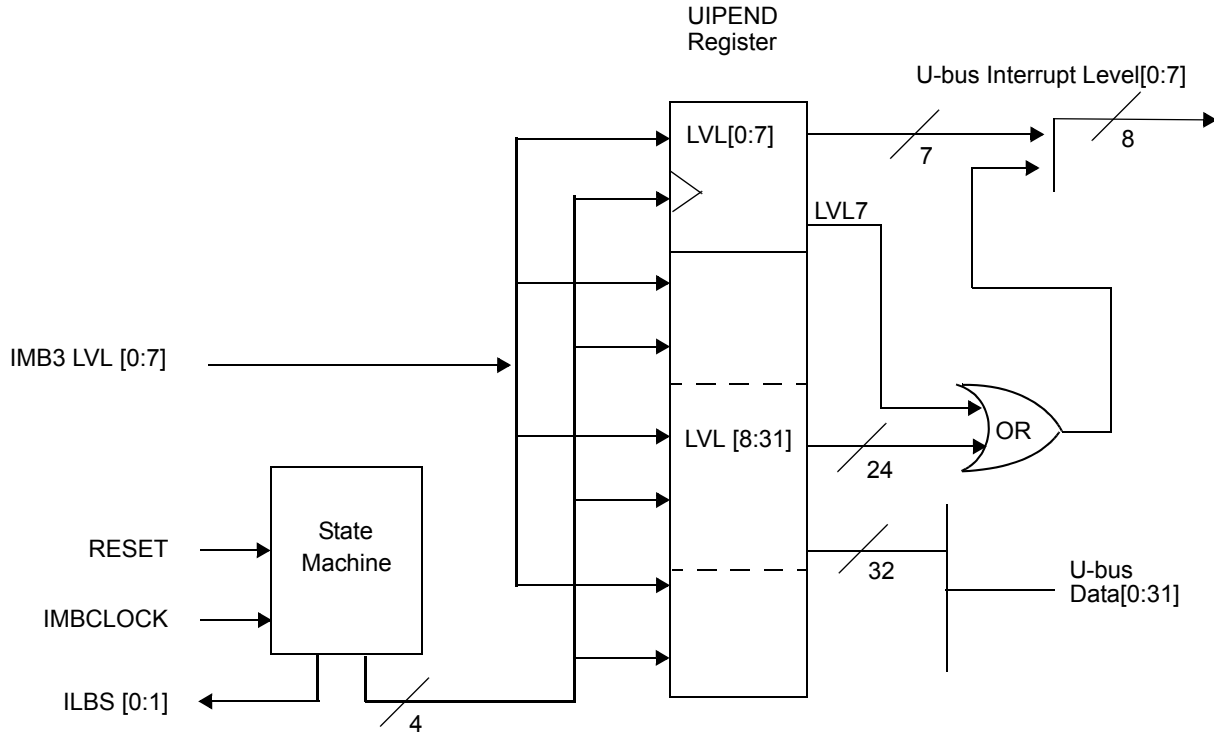 UIPEND
Register
U-bus Interrupt Level[0:7]
LVL[0:7]
7
8
LVL7
IMB3 LVL [0:7]
LVL [8:31]
OR
24
State
Machine
RESET
32
U-bus
Data[0:31]
IMBCLOCK
ILBS [0:1]
4